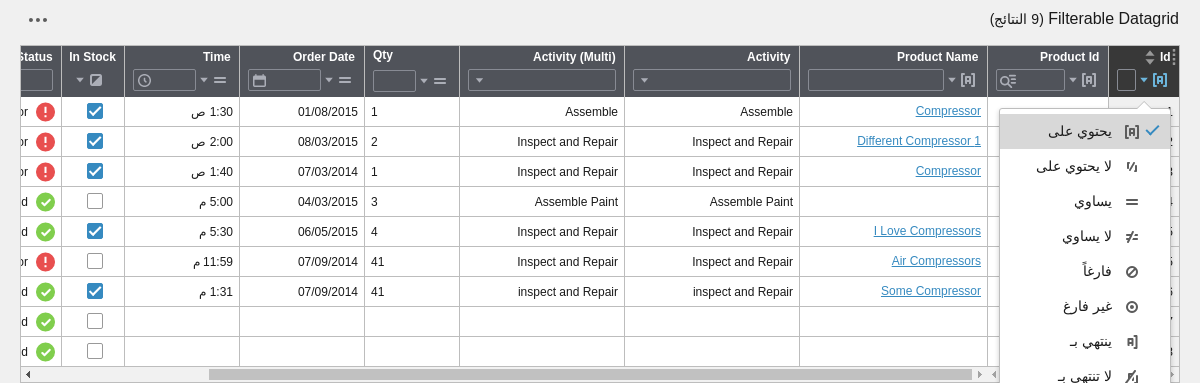 Filterable Datagrid (9 النتائج)
Id
Product Id
Product Name
Activity
Activity (Multi)
Qty
Order Date
Time
In Stock
Status
Compressor Assemble Assemble 1 01/08/2015 1:30 ص
Different Compressor 1 Inspect and Repair Inspect and Repair 2 08/03/2015 2:00 ص
Compressor Inspect and Repair Inspect and Repair 1 07/03/2014 1:40 ص
Assemble Paint Assemble Paint 3 04/03/2015 5:00 م
I Love Compressors Inspect and Repair Inspect and Repair 4 06/05/2015 5:30 م
Air Compressors Inspect and Repair Inspect and Repair 41 07/09/2014 11:59 م
Some Compressor inspect and Repair inspect and Repair 41 07/09/2014 1:31 م
يحتوي على
لا يحتوي على
يساوي
لا يساوي
فارغاً
غير فارغ
ينتهي بـ
لا تنتهي بـ